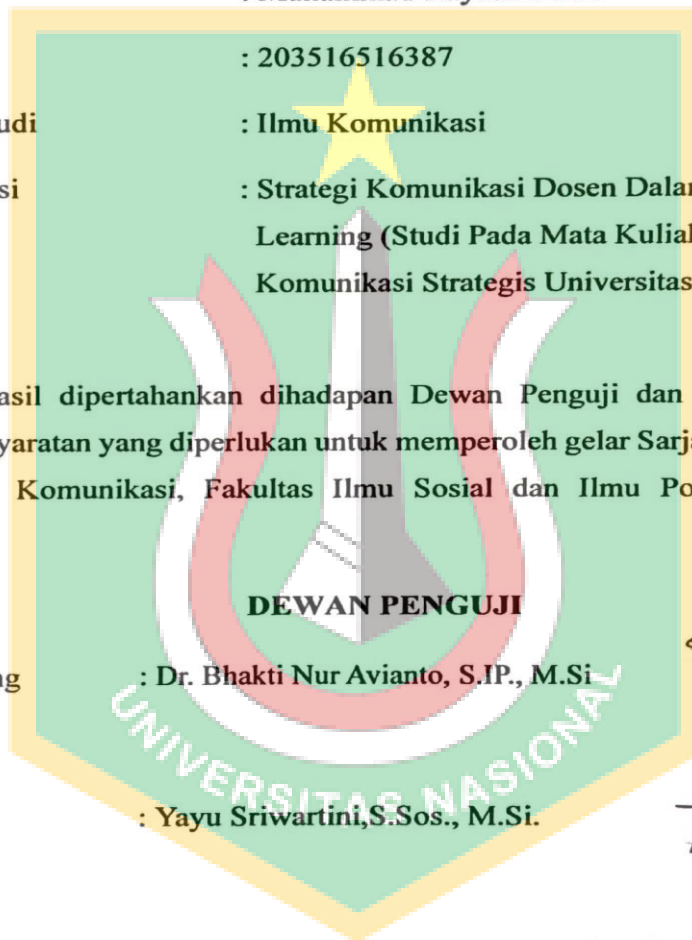 : 203516516387
udi : Ilmu Komunikasi
si : Strategi Komunikasi Dosen Dalam
Learning (Studi Pada Mata Kuliah
Komunikasi Strategis Universitas
asil dipertahankan dihadapan Dewan Penguji dan
yaratan yang diperlukan untuk memperoleh gelar Sarja
Komunikasi, Fakultas Ilmu Sosial dan Ilmu Po
DEWAN PENGUJI
ng : Dr. Bhakti Nur Avianto, S.IP., M.Si
: Yayu Sriwartini,S.Sos., M.Si.
UNIVERSITAS NASIONAL